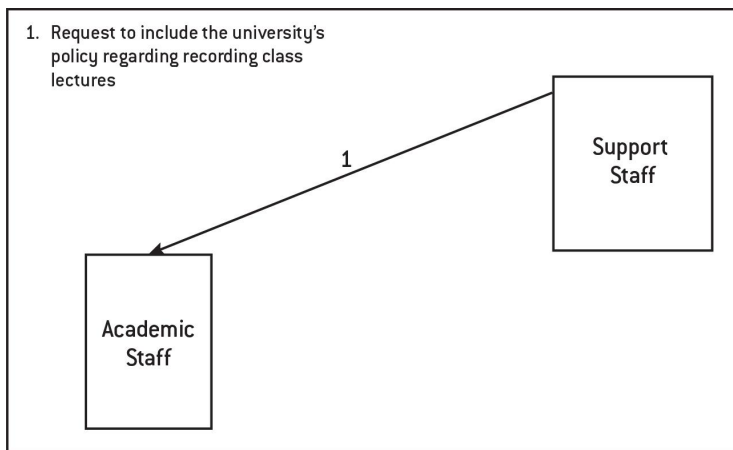 1. Request to include the university's
policy regarding recording class
lectures
1
Support
Staff
Academic
Staff